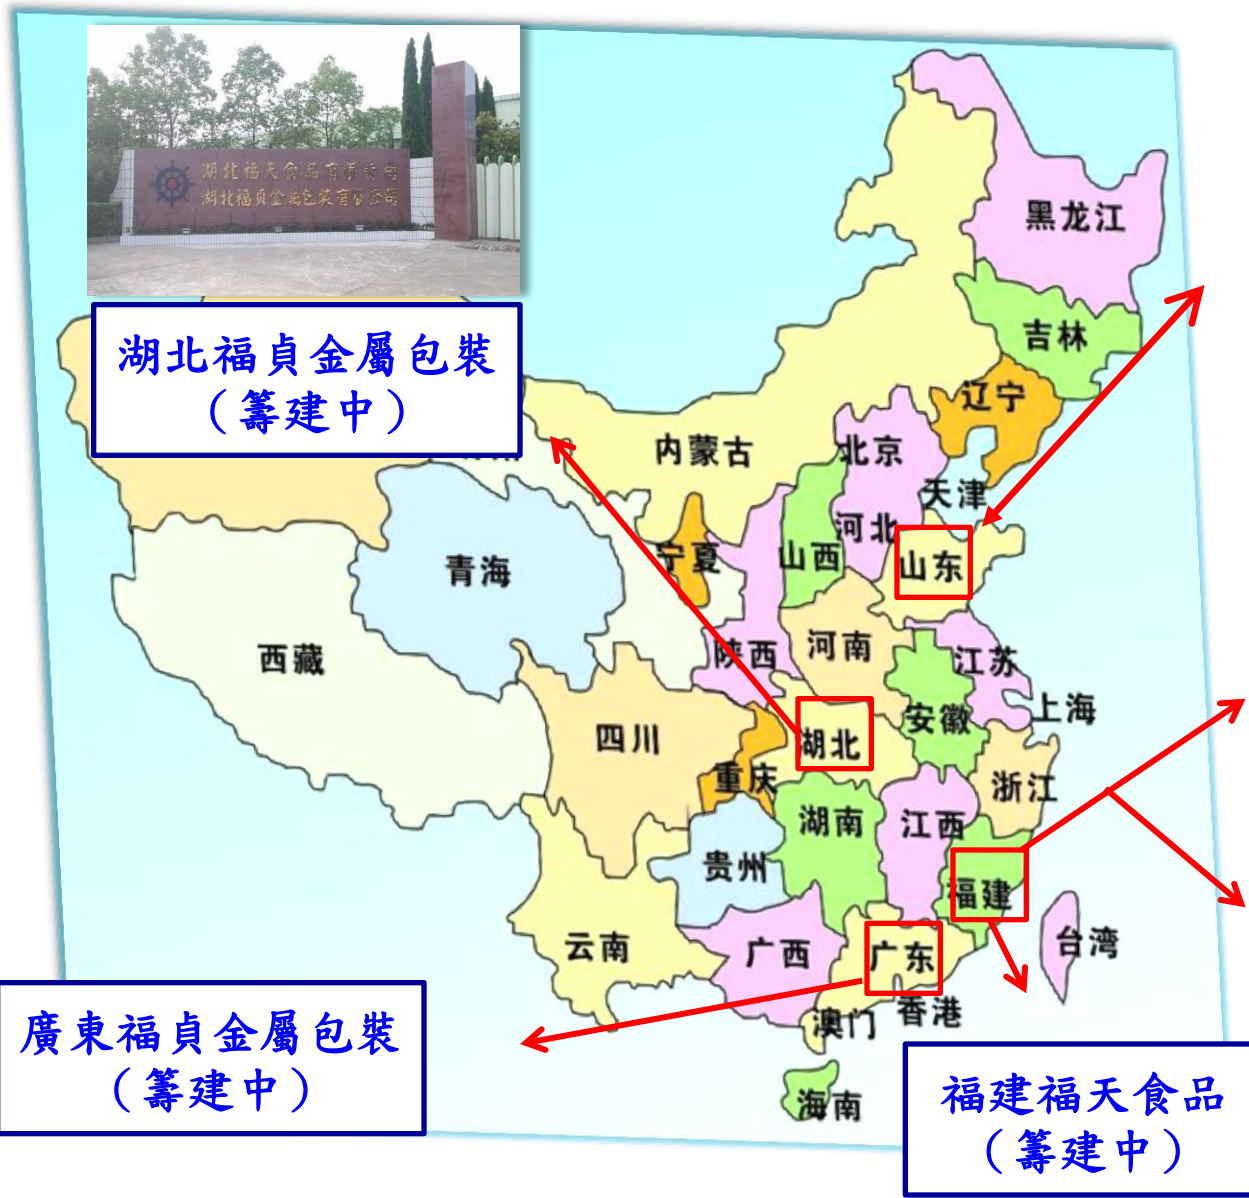 湖北福天食品有限公司
湖北福贞金属包装有限公司
湖北福貞金屬包裝
（籌建中）
黑龙江
吉林
辽宁
内蒙古
北京
天津
河北
山东
宁夏
山西
青海
陕西
河南
江苏
西藏
上海
安徽
四川
湖北
重庆
浙江
湖南
江西
贵州
福建
云南
广西
广东
台湾
香港
澳门
海南
廣東福貞金屬包裝
（籌建中）
福建福天食品
（籌建中）